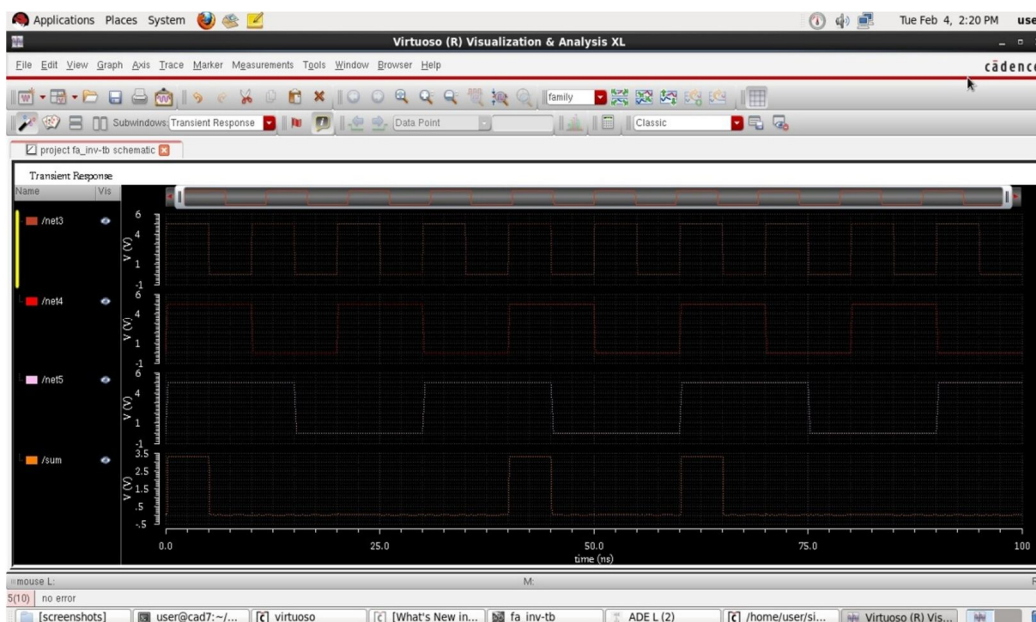 Applications Places System Tue Feb 4, 2:20 PM use
Virtuoso (R) Visualization & Analysis XL
File Edit View Graph Axis Trace Marker Measurements Tools Window Browser Help cādence
family
Subwindows: Transient Response Data Point Classic
project fa_inv-tb schematic
Transient Response
Name Vis
/net3
V (V)
6
4
1
-1
/net4
V (V)
6
4
1
-1
/net5
V (V)
6
4
1
-1
/sum
V (V)
3.5
2.5
1.5
.5
-.5
0.0 25.0 50.0 75.0 100
time (ns)
mouse L: M:
5(10) no error
[screenshots] user@cad7:~/... virtuoso [What's New in... fa_inv-tb ADE L (2) /home/user/si... Virtuoso (R) Vis...